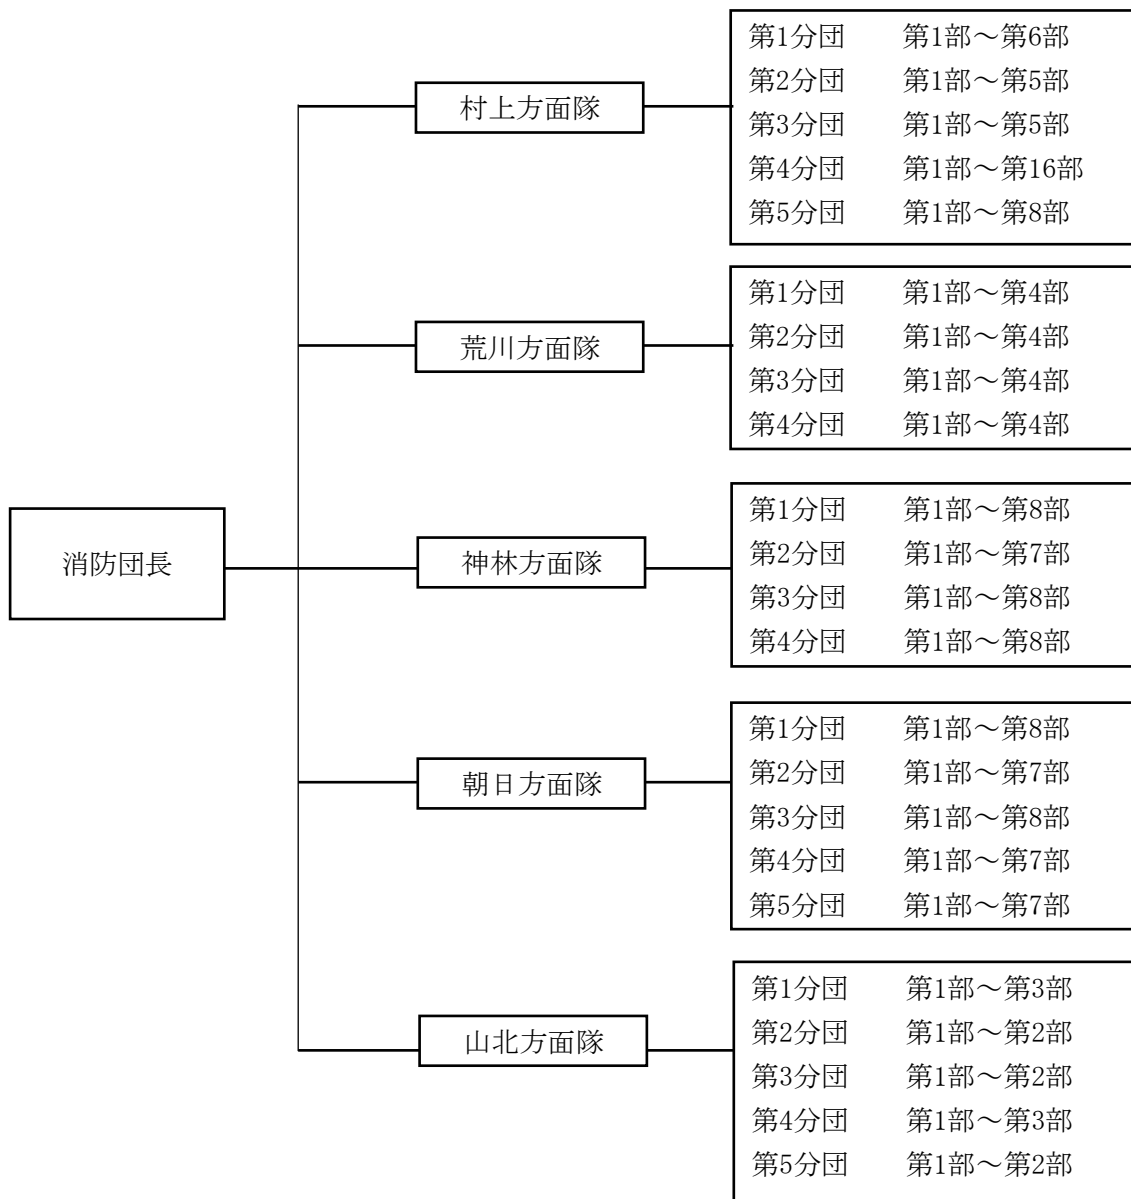 消防団長
村上方面隊
第1分団 第1部～第6部
第2分団 第1部～第5部
第3分団 第1部～第5部
第4分団 第1部～第16部
第5分団 第1部～第8部
荒川方面隊
第1分団 第1部～第4部
第2分団 第1部～第4部
第3分団 第1部～第4部
第4分団 第1部～第4部
神林方面隊
第1分団 第1部～第8部
第2分団 第1部～第7部
第3分団 第1部～第8部
第4分団 第1部～第8部
朝日方面隊
第1分団 第1部～第8部
第2分団 第1部～第7部
第3分団 第1部～第8部
第4分団 第1部～第7部
第5分団 第1部～第7部
山北方面隊
第1分団 第1部～第3部
第2分団 第1部～第2部
第3分団 第1部～第2部
第4分団 第1部～第3部
第5分団 第1部～第2部